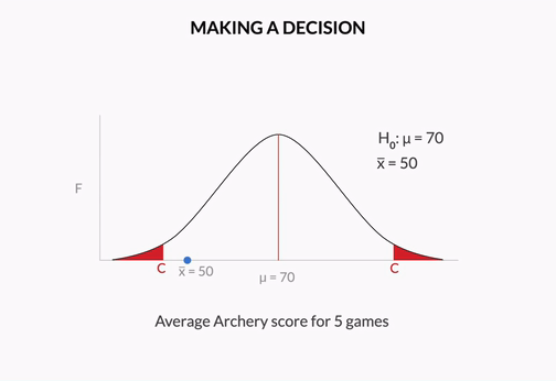 MAKING A DECISION
H₀: μ = 70
x̄ = 50
F
C
x̄ = 50
μ = 70
C
Average Archery score for 5 games